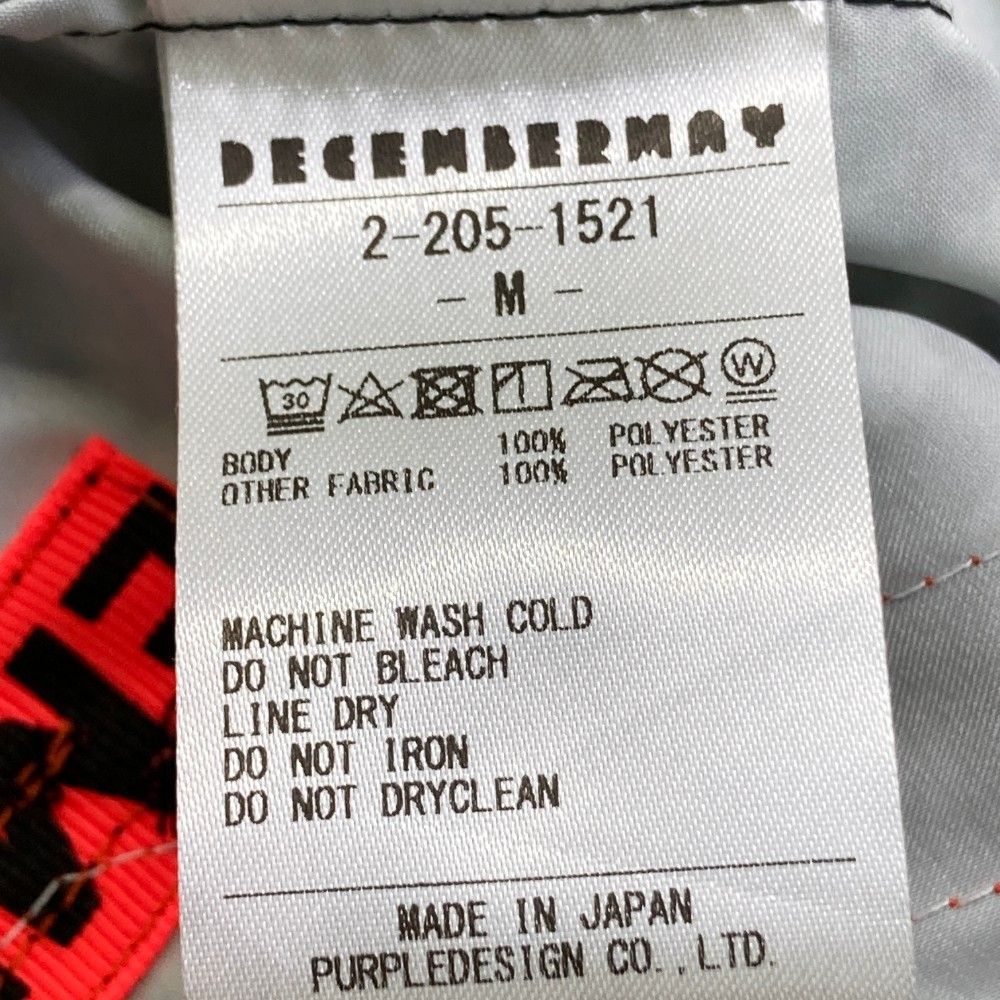 DECEMBERMAY
2-205-1521
- M -
30 W
BODY 100% POLYESTER
OTHER FABRIC 100% POLYESTER
MACHINE WASH COLD
DO NOT BLEACH
LINE DRY
DO NOT IRON
DO NOT DRYCLEAN
MADE IN JAPAN
PURPLEDESIGN CO.,LTD.